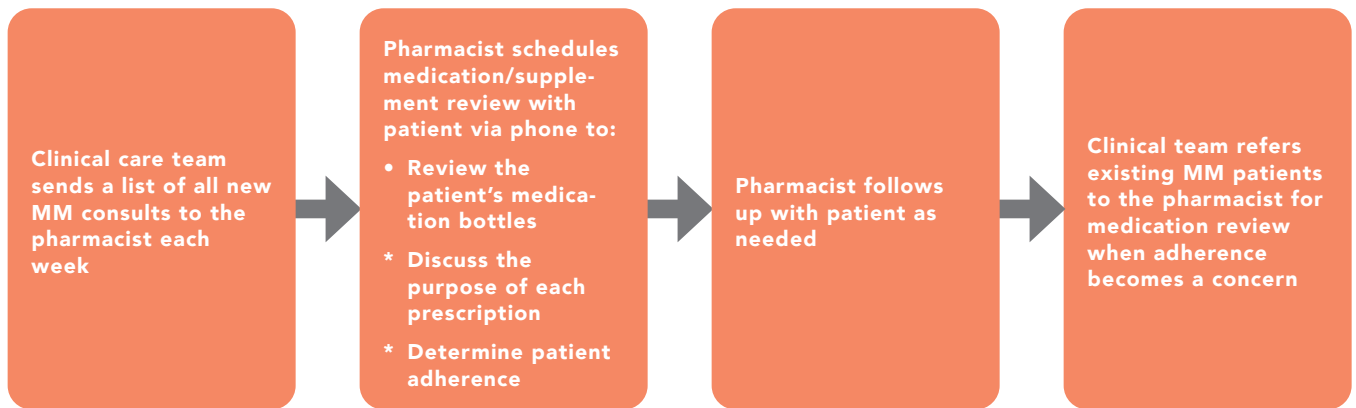 Clinical care team
sends a list of all new
MM consults to the
pharmacist each
week
Pharmacist schedules
medication/supple-
ment review with
patient via phone to:
• Review the
patient’s medica-
tion bottles
* Discuss the
purpose of each
prescription
* Determine patient
adherence
Pharmacist follows
up with patient as
needed
Clinical team refers
existing MM patients
to the pharmacist for
medication review
when adherence
becomes a concern